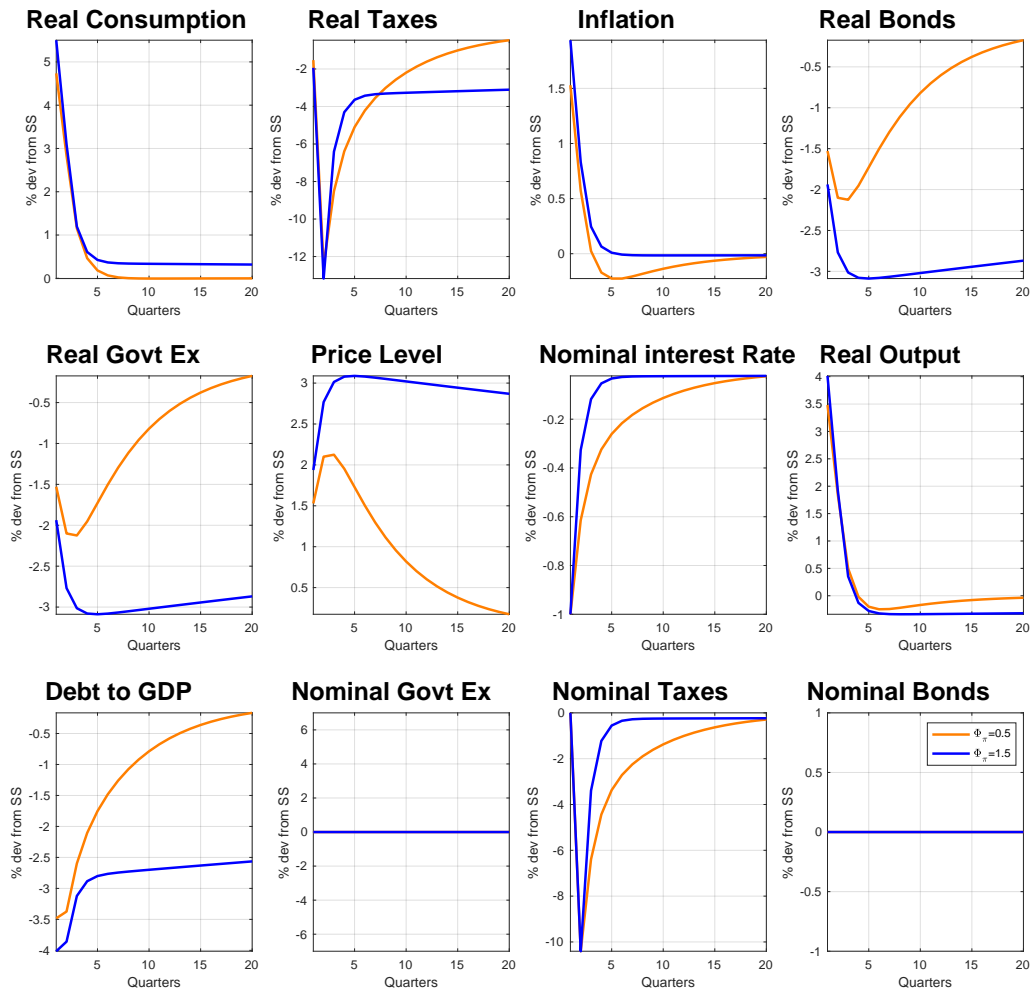 Real Consumption
% dev from SS
5
4
3
2
1
0
5 10 15 20
Quarters
Real Taxes
% dev from SS
-2
-4
-6
-8
-10
-12
5 10 15 20
Quarters
Inflation
% dev from SS
1.5
1
0.5
0
5 10 15 20
Quarters
Real Bonds
% dev from SS
-0.5
-1
-1.5
-2
-2.5
-3
5 10 15 20
Quarters
Real Govt Ex
% dev from SS
-0.5
-1
-1.5
-2
-2.5
-3
5 10 15 20
Quarters
Price Level
% dev from SS
3
2.5
2
1.5
1
0.5
5 10 15 20
Quarters
Nominal interest Rate
% dev from SS
-0.2
-0.4
-0.6
-0.8
-1
5 10 15 20
Quarters
Real Output
% dev from SS
4
3.5
3
2.5
2
1.5
1
0.5
0
5 10 15 20
Quarters
Debt to GDP
% dev from SS
-0.5
-1
-1.5
-2
-2.5
-3
-3.5
-4
5 10 15 20
Quarters
Nominal Govt Ex
% dev from SS
6
4
2
0
-2
-4
-6
5 10 15 20
Quarters
Nominal Taxes
% dev from SS
0
-2
-4
-6
-8
-10
5 10 15 20
Quarters
Nominal Bonds
% dev from SS
1
0.5
0
-0.5
-1
5 10 15 20
Quarters
Φπ=0.5
Φπ=1.5